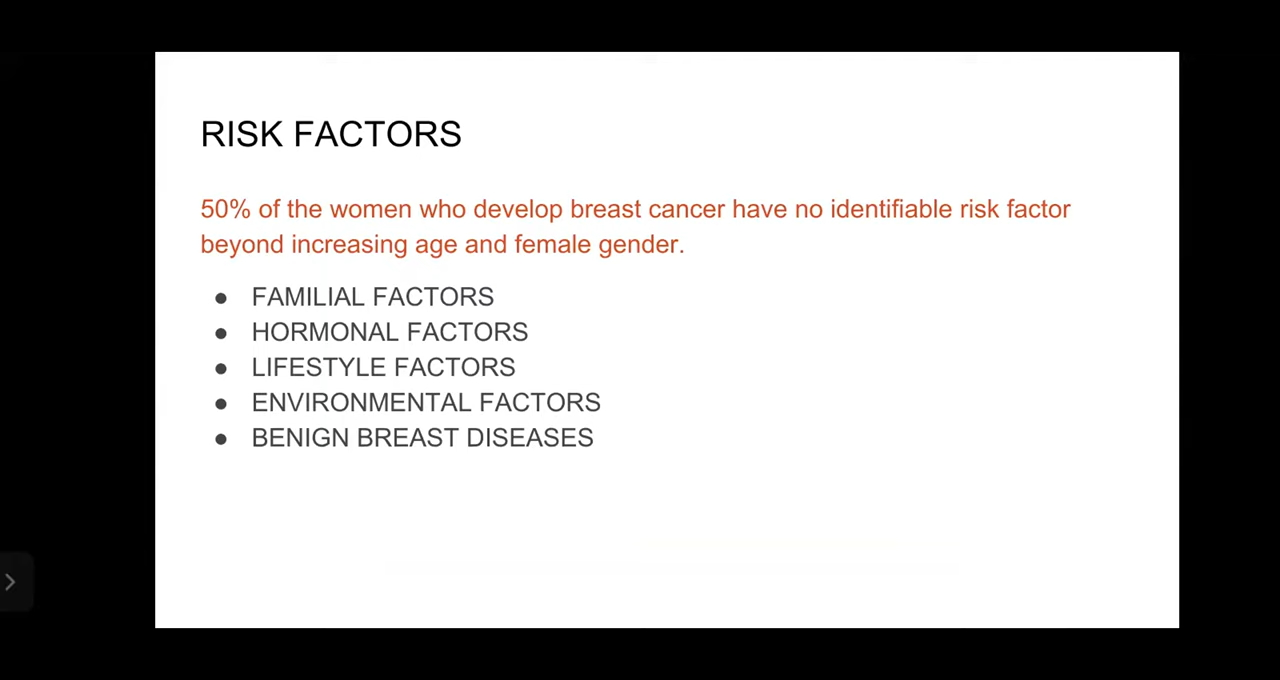 RISK FACTORS
50% of the women who develop breast cancer have no identifiable risk factor
beyond increasing age and female gender.
● FAMILIAL FACTORS
● HORMONAL FACTORS
● LIFESTYLE FACTORS
● ENVIRONMENTAL FACTORS
● BENIGN BREAST DISEASES